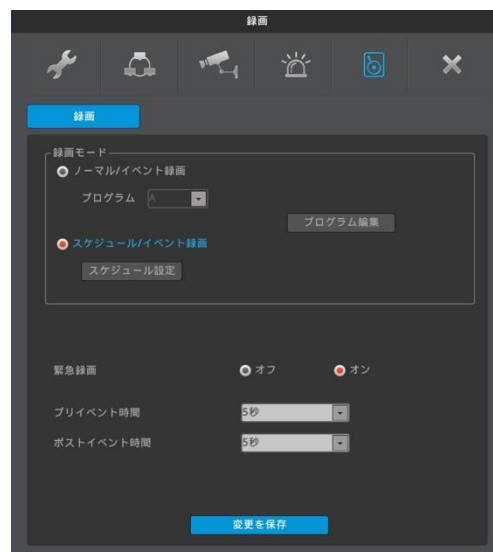 録画
録画
録画モード
ノーマル/イベント録画
プログラム A
プログラム編集
スケジュール/イベント録画
スケジュール設定
緊急録画 オフ オン
プリイベント時間 5秒
ポストイベント時間 5秒
変更を保存